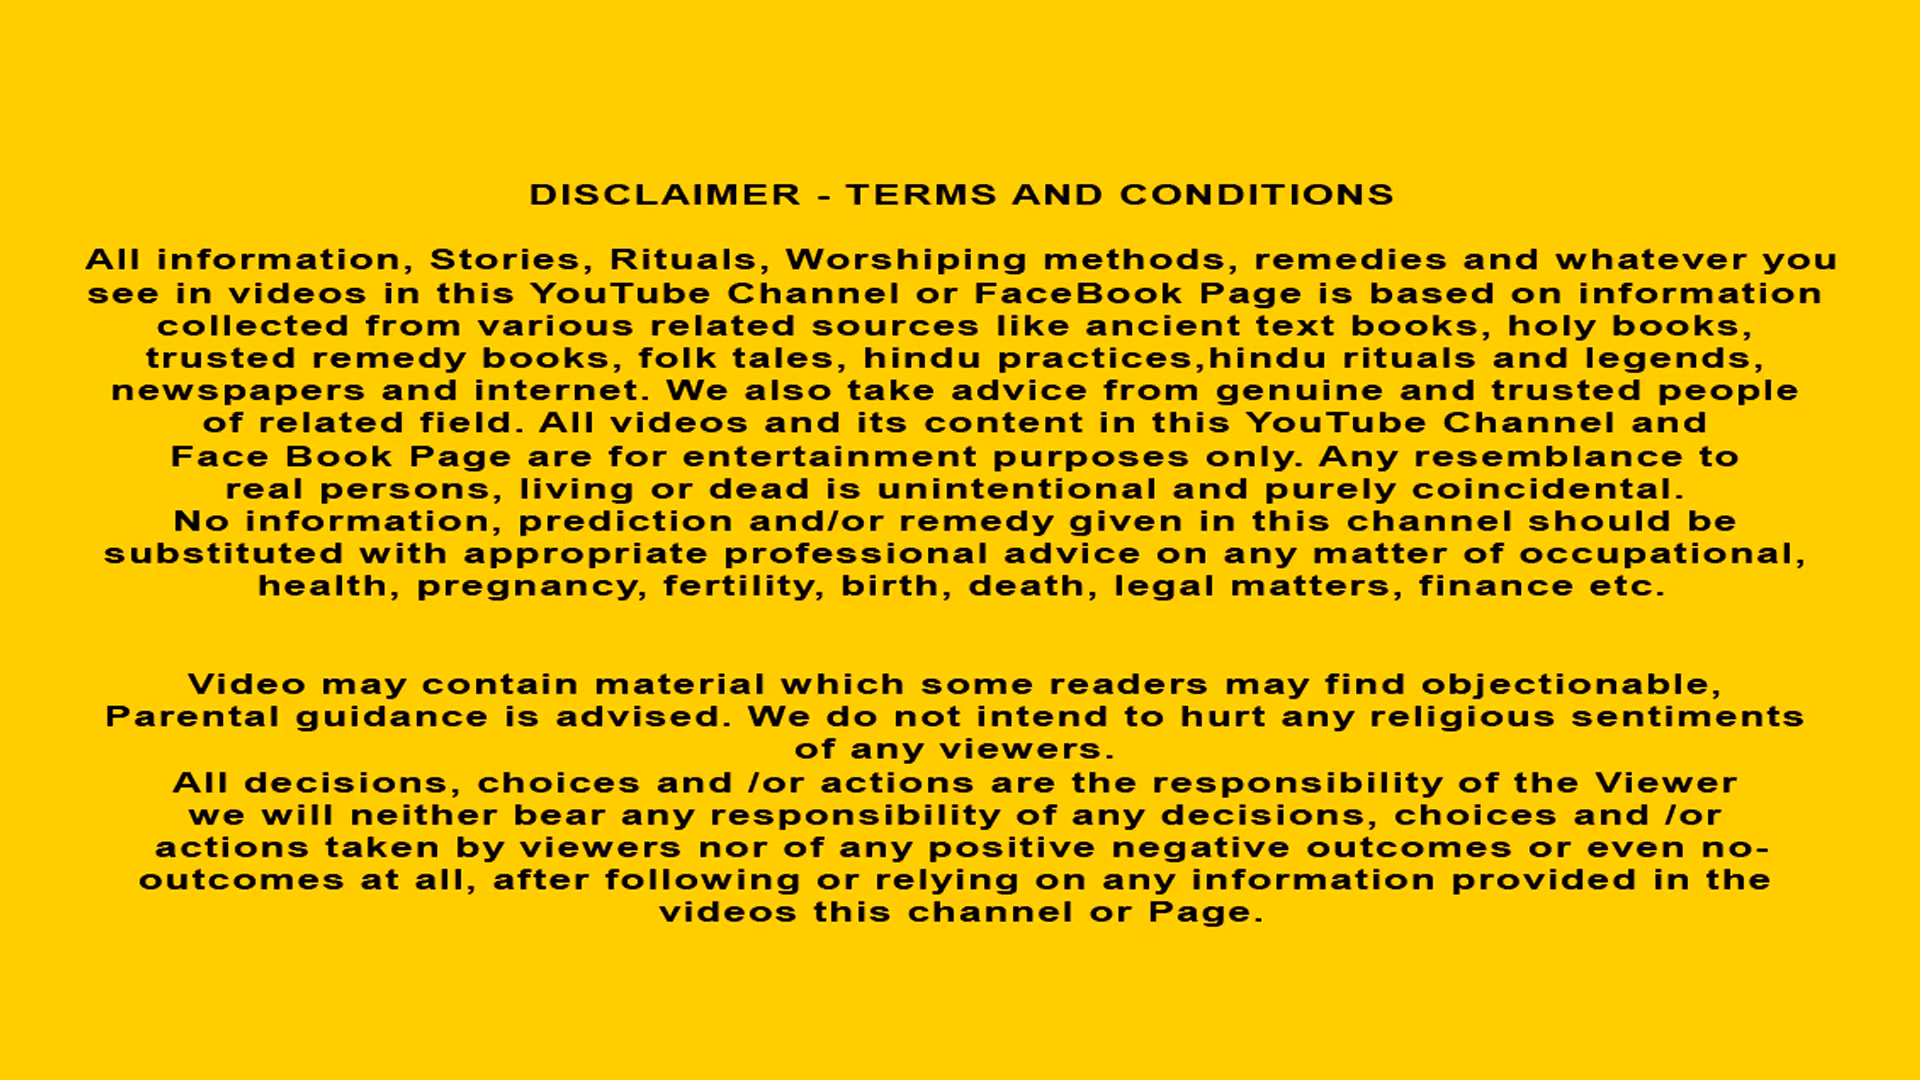 DISCLAIMER - TERMS AND CONDITIONS
All information, Stories, Rituals, Worshiping methods, remedies and whatever you
see in videos in this YouTube Channel or FaceBook Page is based on information
collected from various related sources like ancient text books, holy books,
trusted remedy books, folk tales, hindu practices,hindu rituals and legends,
newspapers and internet. We also take advice from genuine and trusted people
of related field. All videos and its content in this YouTube Channel and
Face Book Page are for entertainment purposes only. Any resemblance to
real persons, living or dead is unintentional and purely coincidental.
No information, prediction and/or remedy given in this channel should be
substituted with appropriate professional advice on any matter of occupational,
health, pregnancy, fertility, birth, death, legal matters, finance etc.
Video may contain material which some readers may find objectionable,
Parental guidance is advised. We do not intend to hurt any religious sentiments
of any viewers.
All decisions, choices and /or actions are the responsibility of the Viewer
we will neither bear any responsibility of any decisions, choices and /or
actions taken by viewers nor of any positive negative outcomes or even no-
outcomes at all, after following or relying on any information provided in the
videos this channel or Page.